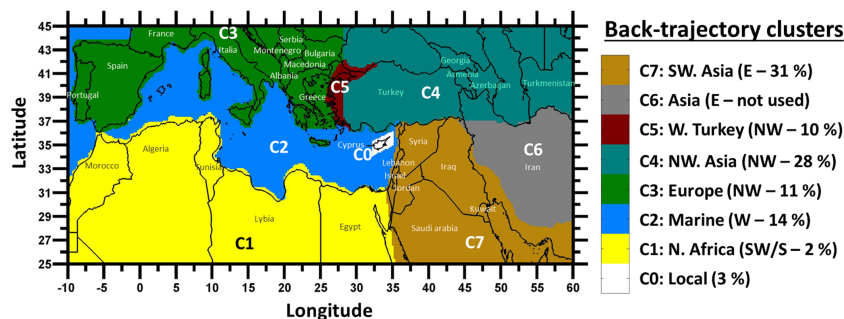 Back-trajectory clusters
C7: SW. Asia (E – 31 %)
C6: Asia (E – not used)
C5: W. Turkey (NW – 10 %)
C4: NW. Asia (NW – 28 %)
C3: Europe (NW – 11 %)
C2: Marine (W – 14 %)
C1: N. Africa (SW/S – 2 %)
C0: Local (3 %)
Latitude
45
43
41
39
37
35
33
31
29
27
25
France
C3
Serbia
Italia
Montenegro
Bulgaria
Spain
Macedonia
Georgia
Albania
Armenia
Azerbaijan
Turkmenistan
Portugal
Greece
C5
Turkey
C4
Morocco
Algeria
Tunisia
C2
Cyprus
C0
Syria
Lebanon
Israel
Jordan
Iraq
C6
Iran
Kuwait
Lybia
Egypt
Saudi arabia
C1
C7
-10 -5 0 5 10 15 20 25 30 35 40 45 50 55 60
Longitude